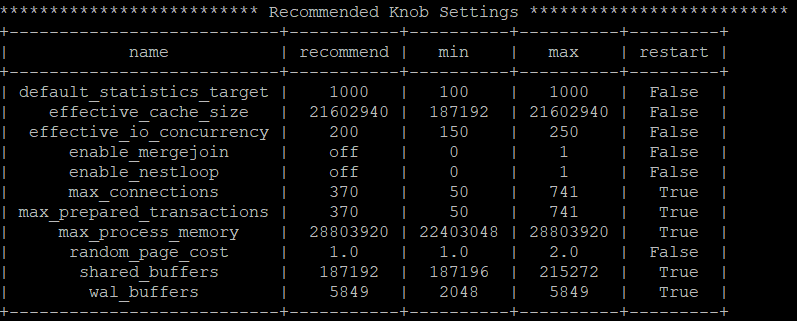 ************************** Recommended Knob Settings **************************
+---------------------------+-----------+----------+----------+---------+
|            name           | recommend |   min    |   max    | restart |
+---------------------------+-----------+----------+----------+---------+
| default_statistics_target |    1000   |   100    |   1000   |  False  |
|    effective_cache_size   |  21602940 |  187192  | 21602940 |  False  |
|  effective_io_concurrency |    200    |   150    |   250    |  False  |
|      enable_mergejoin     |    off    |    0     |    1     |  False  |
|      enable_nestloop      |    off    |    0     |    1     |  False  |
|      max_connections      |    370    |    50    |   741    |   True  |
| max_prepared_transactions |    370    |    50    |   741    |   True  |
|     max_process_memory    |  28803920 | 22403048 | 28803920 |   True  |
|      random_page_cost     |    1.0    |   1.0    |   2.0    |  False  |
|       shared_buffers      |   187192  |  187196  |  215272  |   True  |
|        wal_buffers        |    5849   |   2048   |   5849   |   True  |
+---------------------------+-----------+----------+----------+---------+